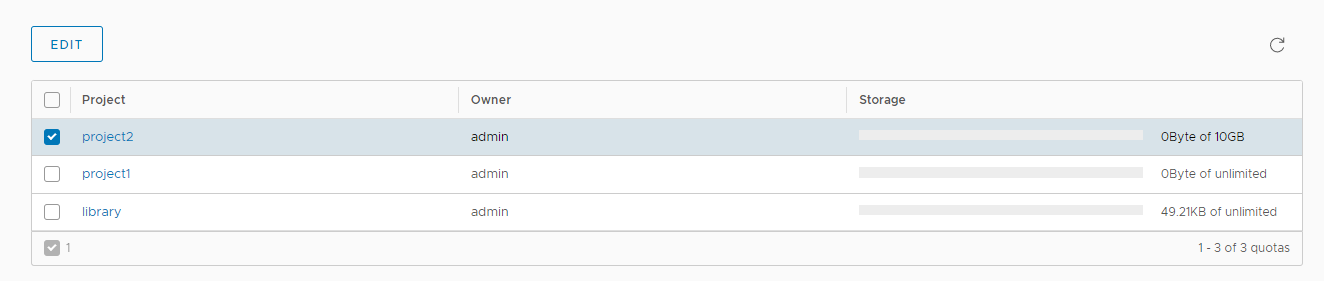 EDIT
Project Owner Storage
project2 admin 0Byte of 10GB
project1 admin 0Byte of unlimited
library admin 49.21KB of unlimited
1 1 - 3 of 3 quotas